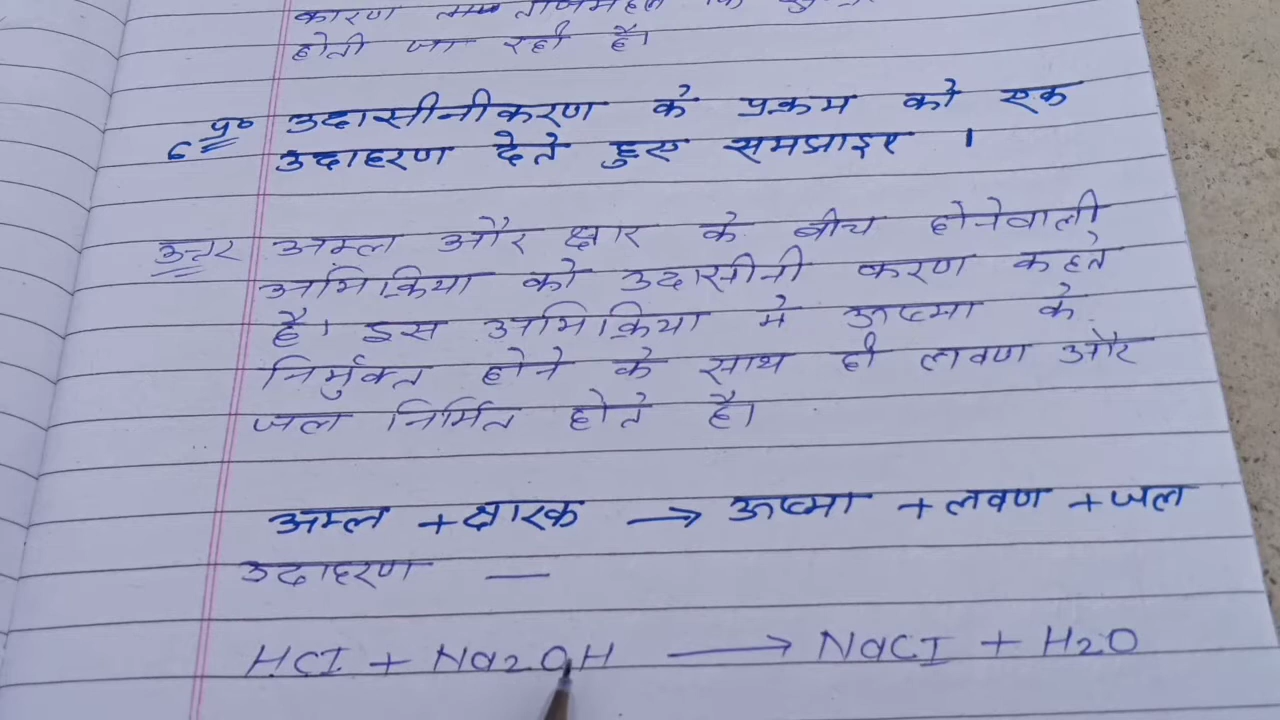 कारण
होती जा रही है।
6 प्र० उदासीनीकरण के प्रक्रम को एक
उदाहरण देते हुए समझाइए ।
उत्तर अम्ल और क्षार के बीच होनेवाली
अभिक्रिया को उदासीनी करण कहते
है। इस अभिक्रिया मे ऊष्मा के
निर्मुक्त होने के साथ ही लवण और
जल निर्मित होते है।
अम्ल + क्षारक → ऊष्मा + लवण + जल
उदाहरण —
HCI + Na2OH → NaCI + H2O